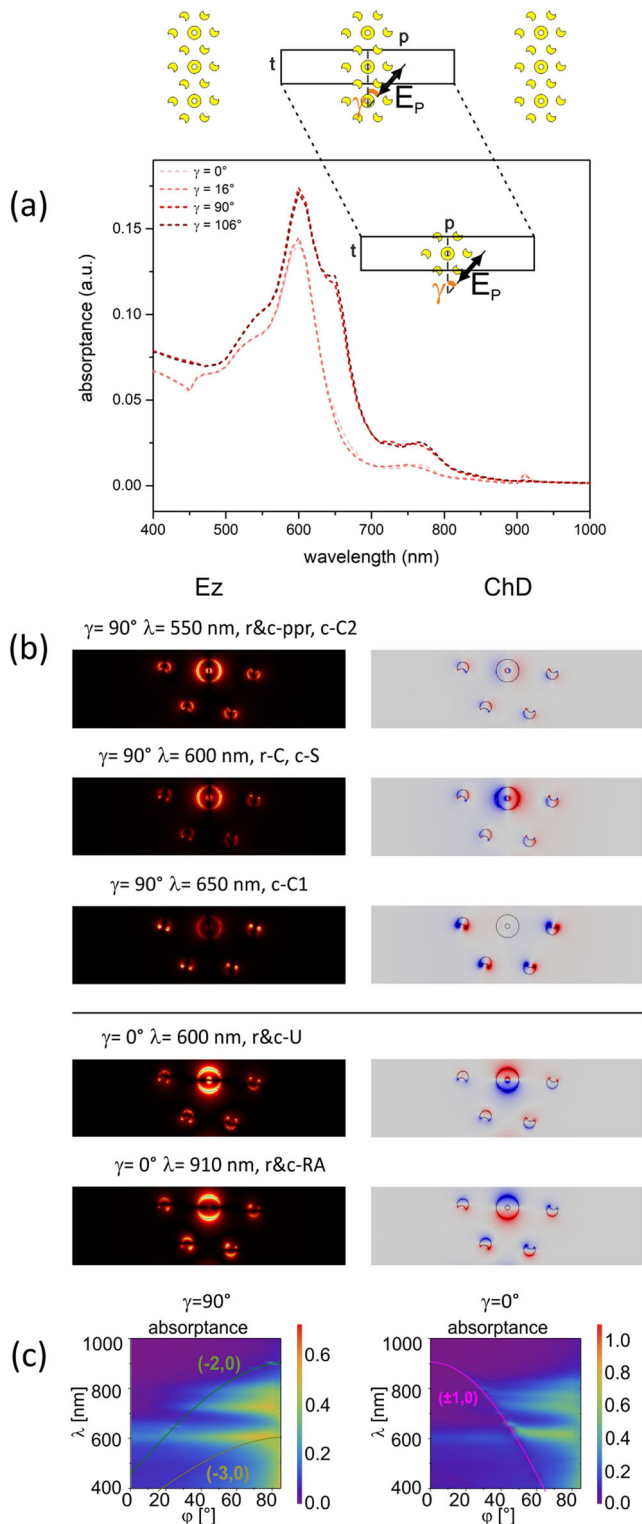 p
t
γ
E_P
(a)
γ = 0°
γ = 16°
γ = 90°
γ = 106°
p
t
γ
E_P
absorptance (a.u.)
0.15
0.10
0.05
0.00
400 500 600 700 800 900 1000
wavelength (nm)
Ez ChD
(b)
γ= 90° λ= 550 nm, r&c-ppr, c-C2
γ= 90° λ= 600 nm, r-C, c-S
γ= 90° λ= 650 nm, c-C1
γ= 0° λ= 600 nm, r&c-U
γ= 0° λ= 910 nm, r&c-RA
(c)
γ=90°
absorptance
λ [nm]
1000
800
600
400
(-2,0)
(-3,0)
0 20 40 60 80
φ [°]
0.6
0.4
0.2
0.0
γ=0°
absorptance
λ [nm]
1000
800
600
400
(±1,0)
0 20 40 60 80
φ [°]
1.0
0.8
0.6
0.4
0.2
0.0